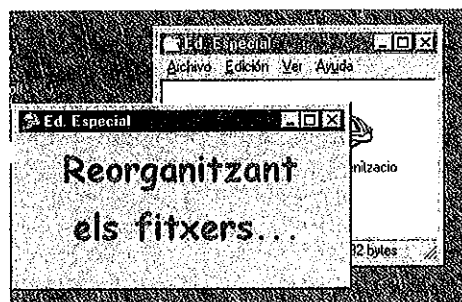 Ed. Especial
Archivo Edición Ver Ayuda
Ed. Especial
Reorganitzant
els fitxers...
bytes